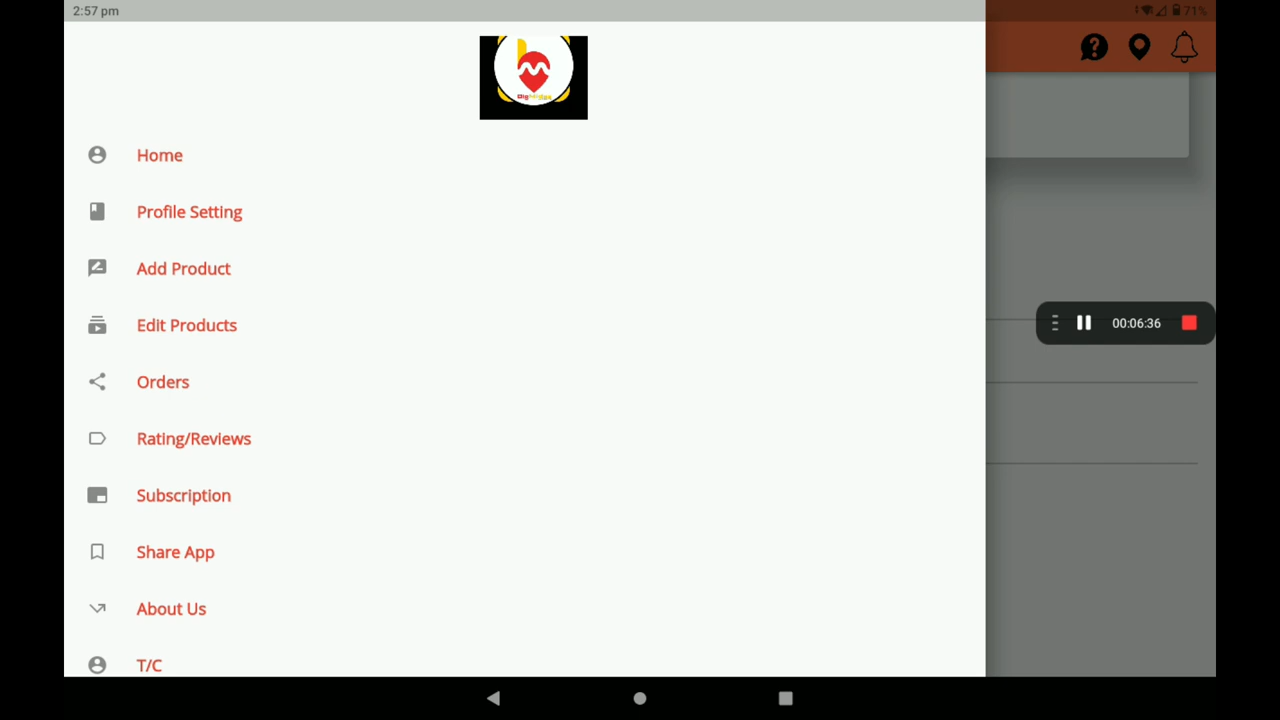 2:57 pm
71%
Home
Profile Setting
Add Product
Edit Products
00:06:36
Orders
Rating/Reviews
Subscription
Share App
About Us
T/C